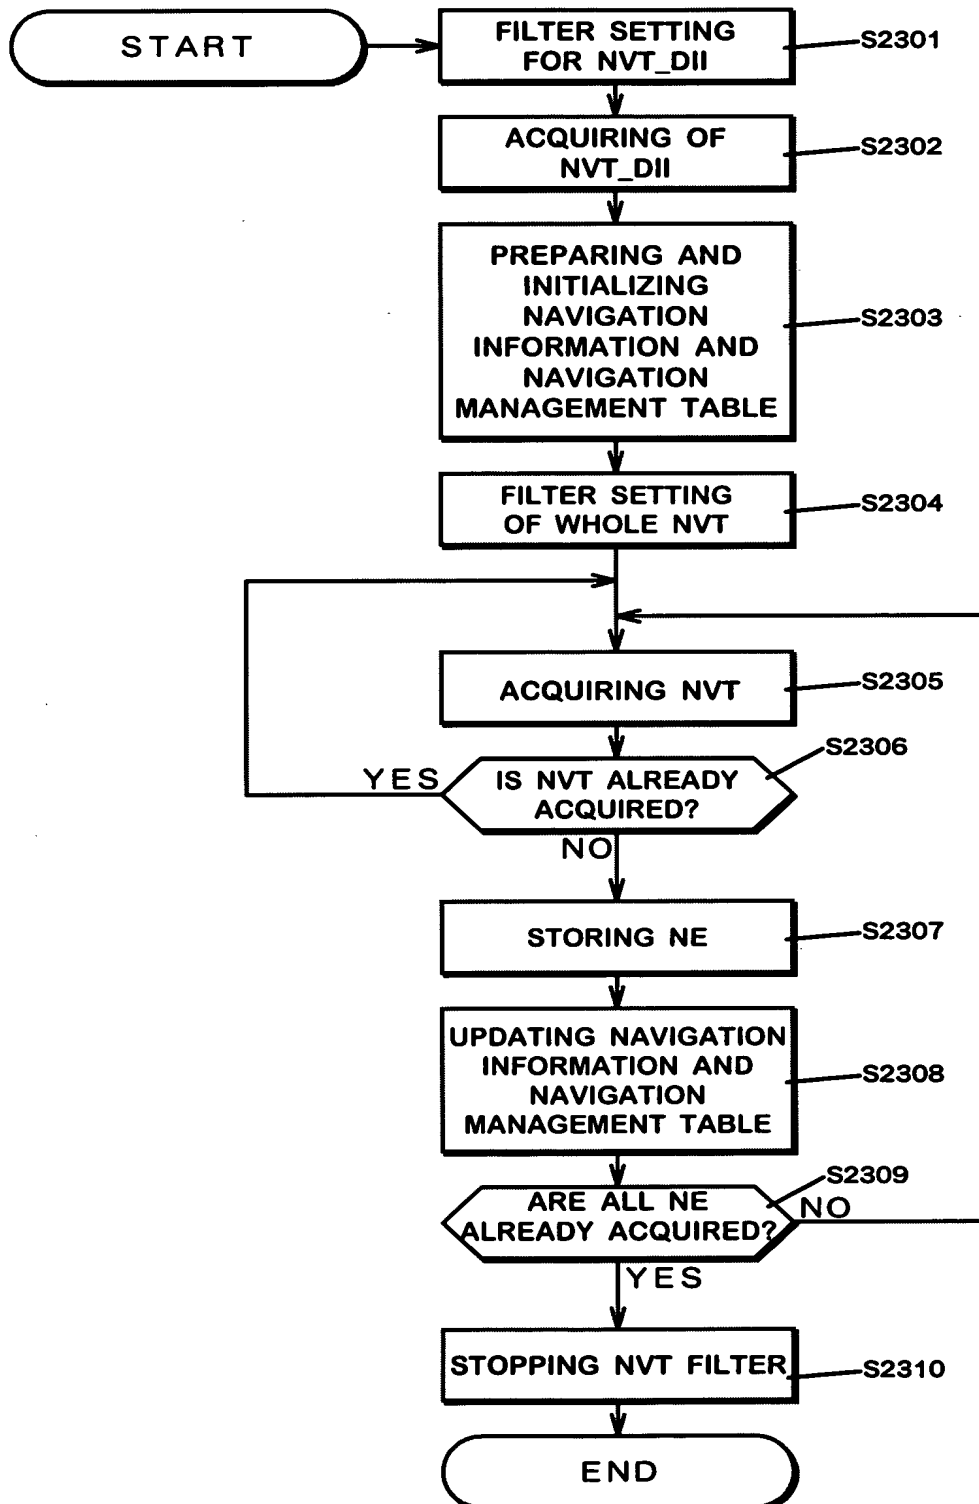 START
FILTER SETTING
FOR NVT_DII
S2301
ACQUIRING OF
NVT_DII
S2302
PREPARING AND
INITIALIZING
NAVIGATION
INFORMATION AND
NAVIGATION
MANAGEMENT TABLE
S2303
FILTER SETTING
OF WHOLE NVT
S2304
ACQUIRING NVT
S2305
S2306
YES
IS NVT ALREADY
ACQUIRED?
NO
STORING NE
S2307
UPDATING NAVIGATION
INFORMATION AND
NAVIGATION
MANAGEMENT TABLE
S2308
S2309
ARE ALL NE
ALREADY ACQUIRED?
NO
YES
STOPPING NVT FILTER
S2310
END